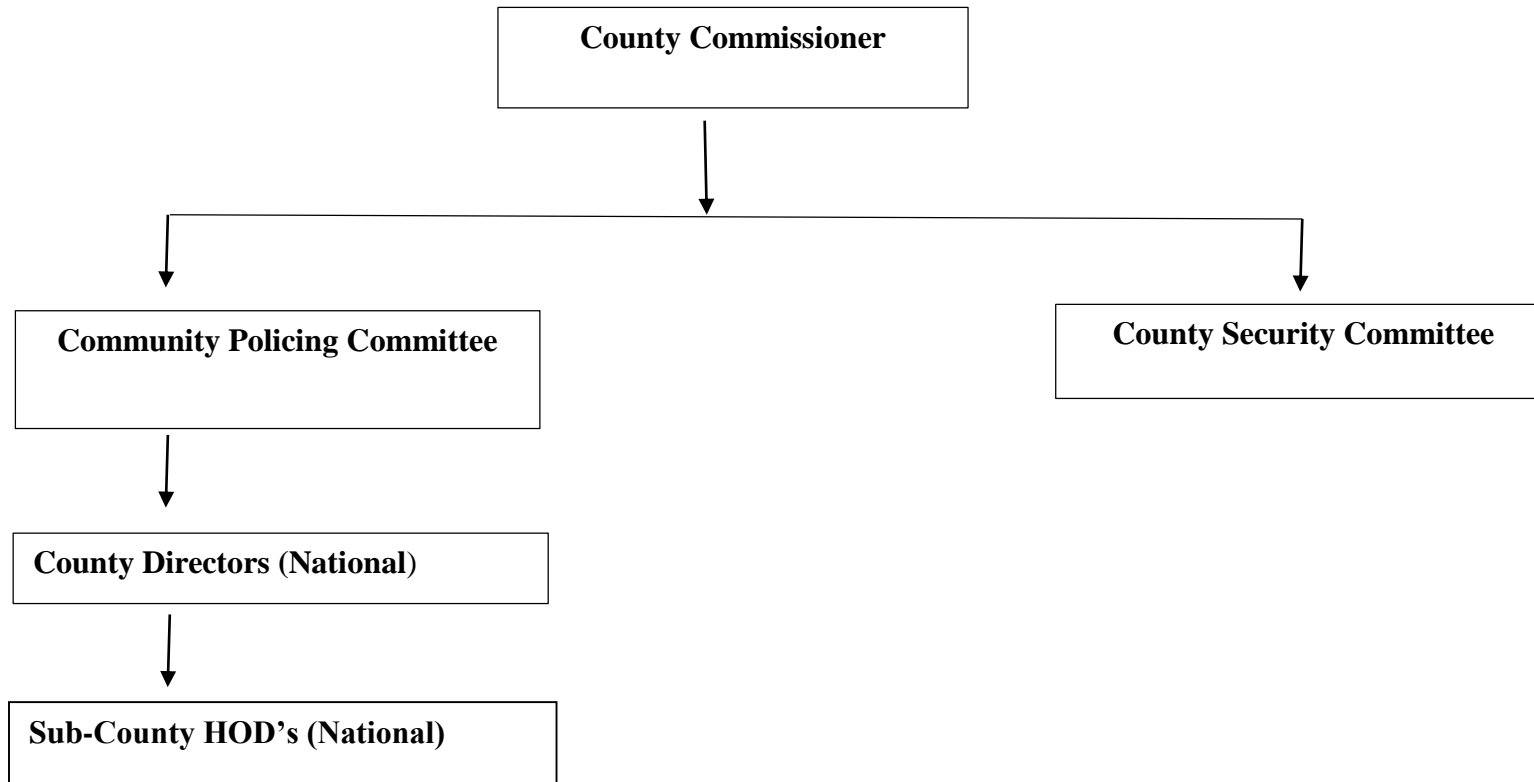 County Commissioner
Community Policing Committee
County Security Committee
County Directors (National)
Sub-County HOD’s (National)